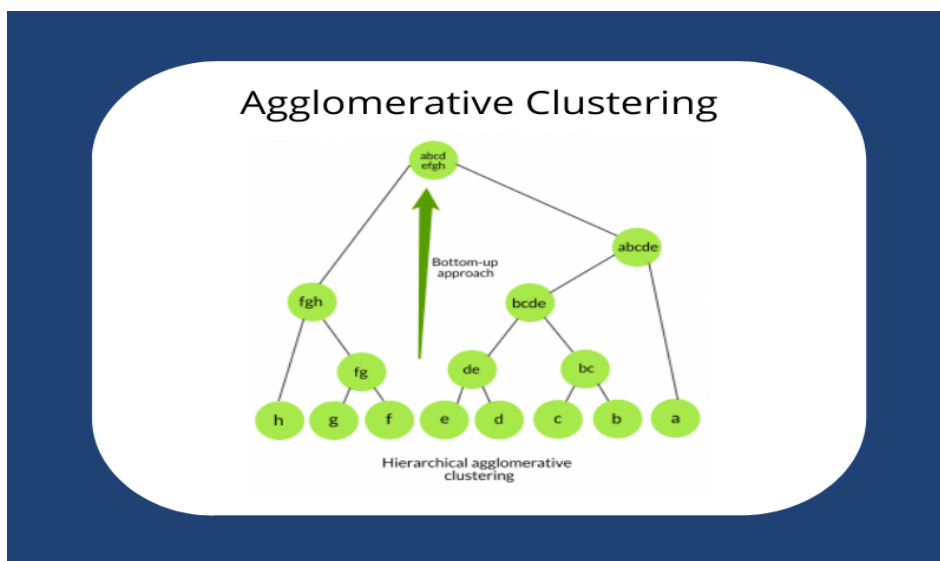 Agglomerative Clustering
abcd
efgh
abcde
Bottom-up
approach
fgh
bcde
fg
de
bc
h
g
f
e
d
c
b
a
Hierarchical agglomerative
clustering